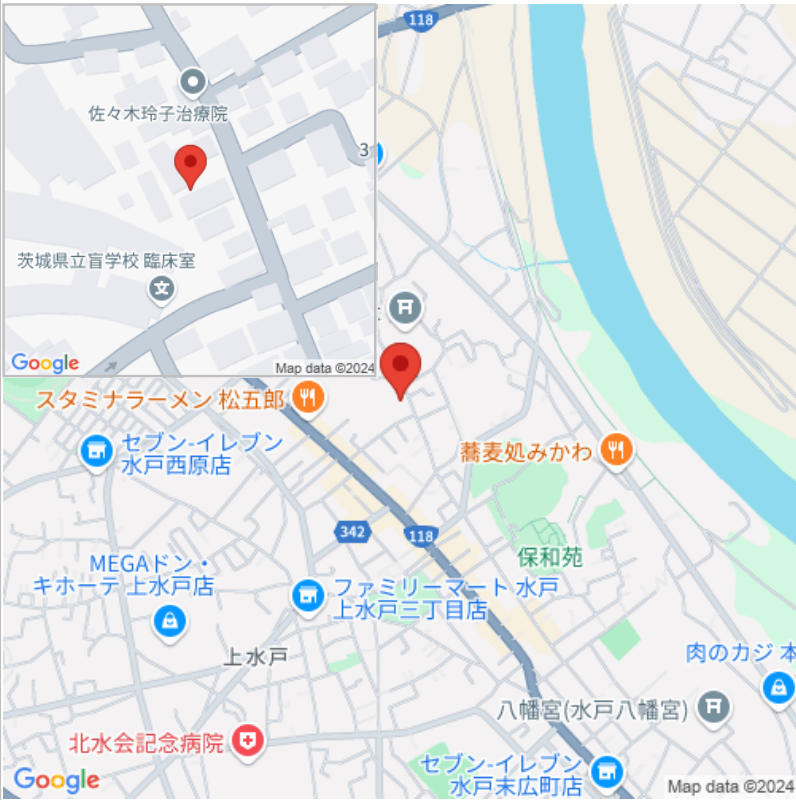 118
佐々木玲子治療院
3
茨城県立盲学校 臨床室
文
Google
Map data ©2024
スタミナラーメン 松五郎
セブン-イレブン
水戸西原店
蕎麦処みかわ
342
118
保和苑
MEGAドン・
キホーテ 上水戸店
ファミリーマート 水戸
上水戸三丁目店
上水戸
肉のカジ 本
八幡宮(水戸八幡宮)
北水会記念病院
セブン-イレブン
水戸末広町店
Google
Map data ©2024